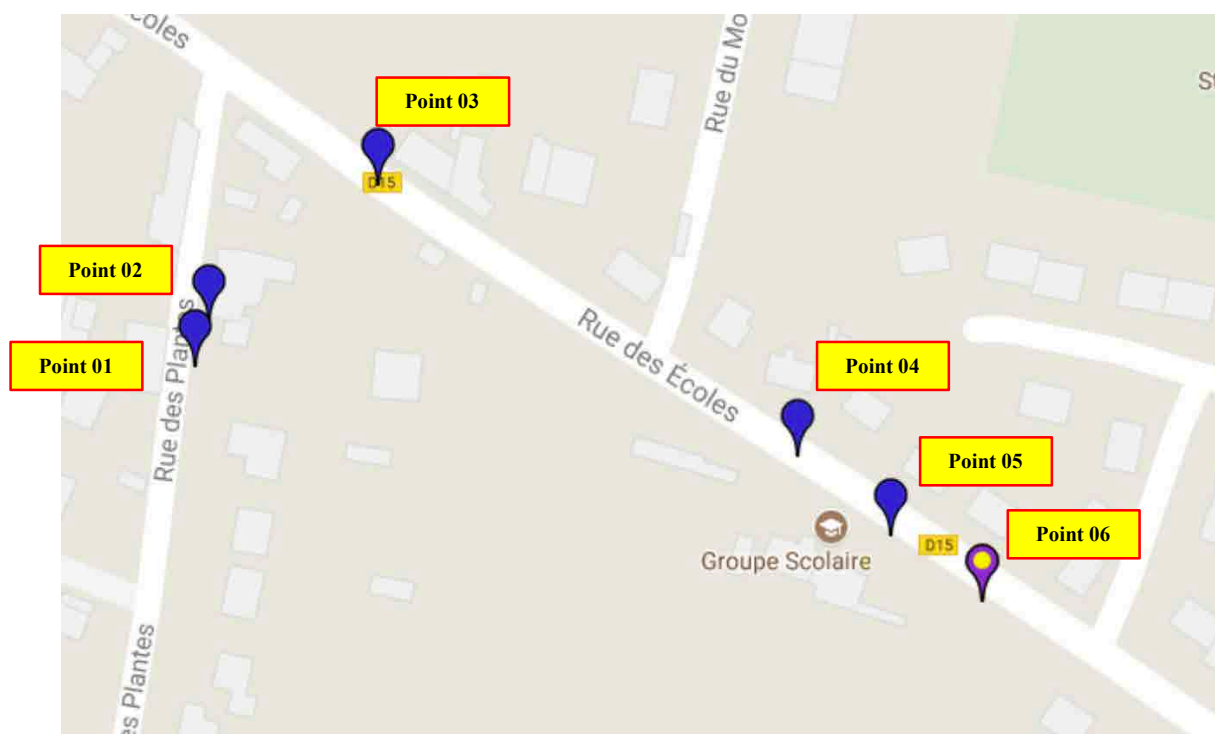 Écoles
Rue du Mo
St
Point 03
D15
Point 02
Point 01
Rue des Plantes
Rue des Écoles
Point 04
Point 05
D15
Point 06
Groupe Scolaire
es Plantes